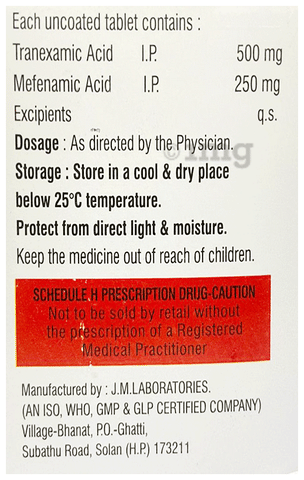 Each uncoated tablet contains :
Tranexamic Acid I.P. 500 mg
Mefenamic Acid I.P. 250 mg
Excipients q.s.
Dosage : As directed by the Physician.
Storage : Store in a cool & dry place
below 25°C temperature.
Protect from direct light & moisture.
Keep the medicine out of reach of children.
SCHEDULE H PRESCRIPTION DRUG-CAUTION
Not to be sold by retail without
the prescription of a Registered
Medical Practitioner
Manufactured by : J.M.LABORATORIES.
(AN ISO, WHO, GMP & GLP CERTIFIED COMPANY)
Village-Bhanat, P.O.-Ghatti,
Subathu Road, Solan (H.P.) 173211